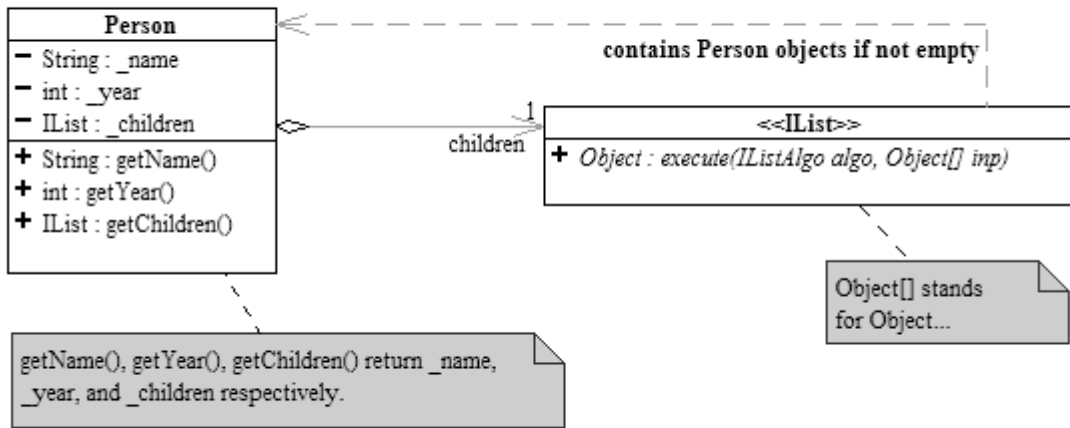 Person
− String : _name
− int : _year
− IList : _children
+ String : getName()
+ int : getYear()
+ IList : getChildren()
contains Person objects if not empty
1
children
<<IList>>
+ Object : execute(IListAlgo algo, Object[] inp)
Object[] stands
for Object...
getName(), getYear(), getChildren() return _name,
_year, and _children respectively.